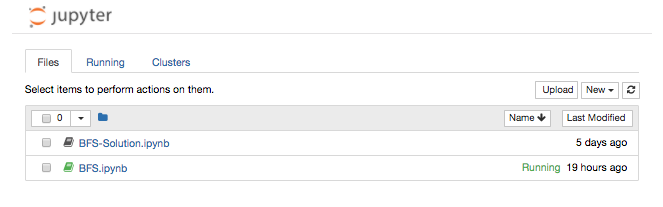 jupyter
Files Running Clusters
Select items to perform actions on them. Upload New
0 Name Last Modified
BFS-Solution.ipynb 5 days ago
BFS.ipynb Running 19 hours ago